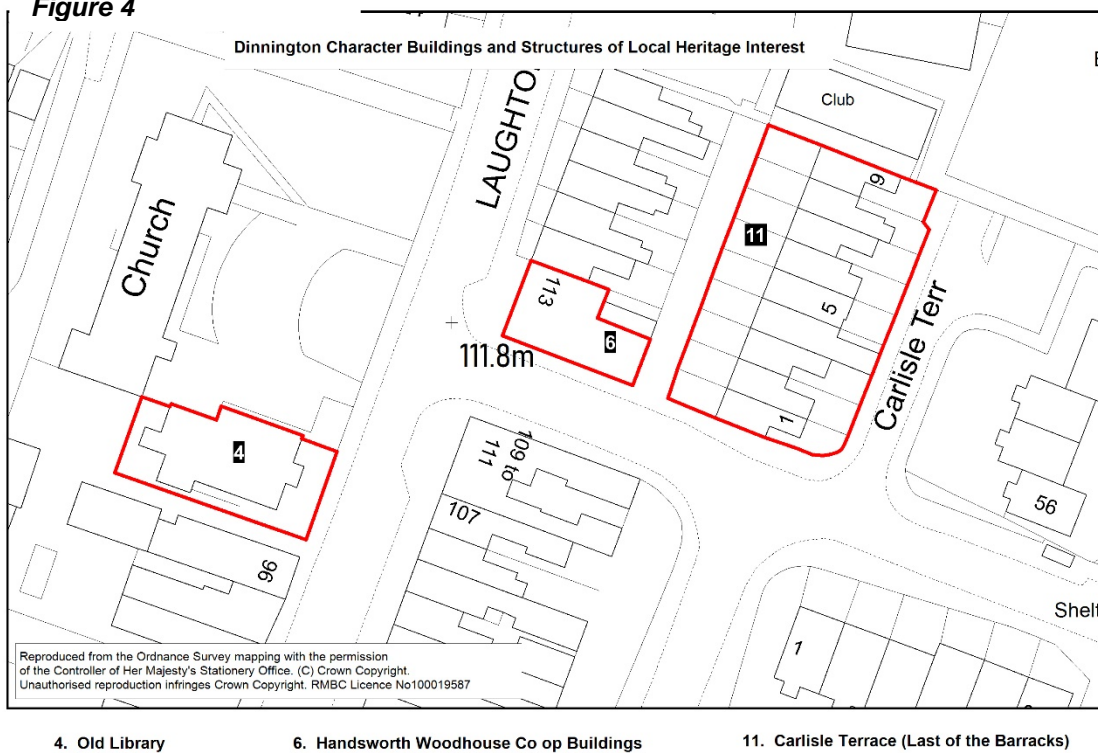 Figure 4
Dinnington Character Buildings and Structures of Local Heritage Interest
Club
LAUGHTO
Church
9
11
113
5
6
111.8m
Carlisle Terr
1
4
109 to
111
107
56
96
Shelt
1
Reproduced from the Ordnance Survey mapping with the permission
of the Controller of Her Majesty's Stationery Office. (C) Crown Copyright.
Unauthorised reproduction infringes Crown Copyright. RMBC Licence No100019587
4. Old Library
6. Handsworth Woodhouse Co op Buildings
11. Carlisle Terrace (Last of the Barracks)